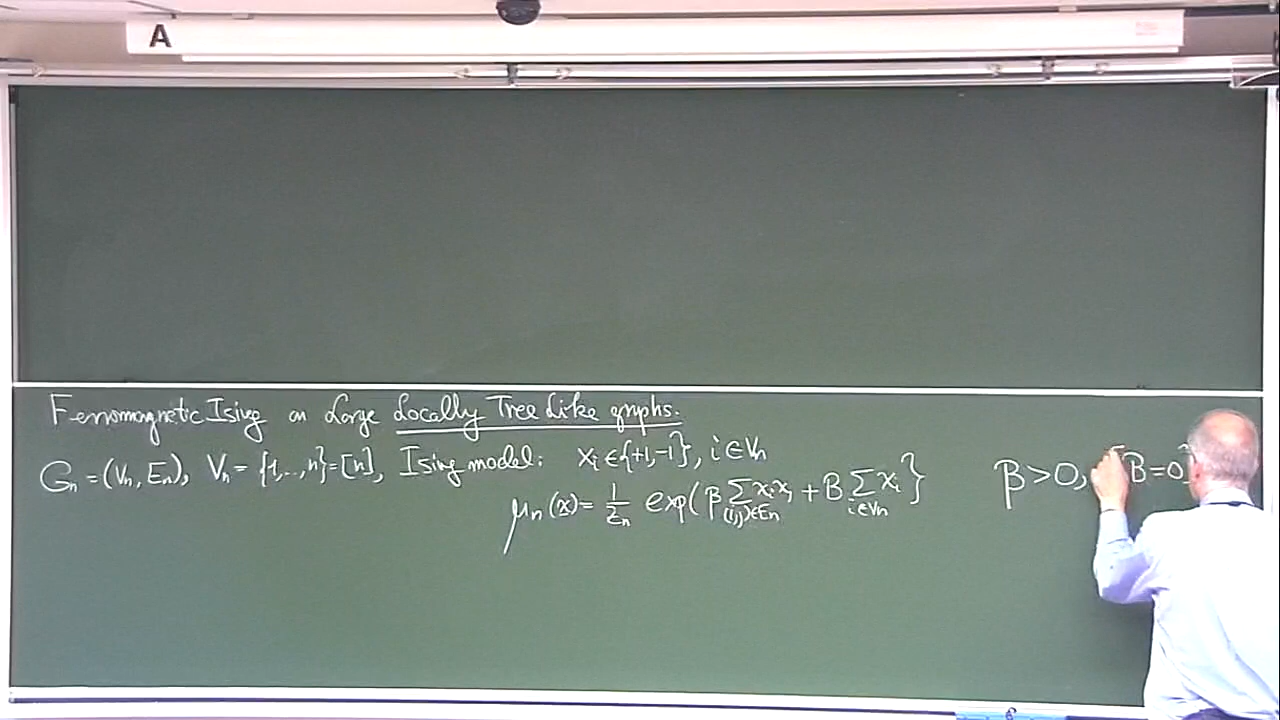 A
Ferromagnetic Ising on Large Locally Tree Like graphs.
Gₙ = (Vₙ, Eₙ), Vₙ = {1,...,n} = [n], Ising model: xᵢ ∈ {+1,-1}, i ∈ Vₙ
μₙ(x) = 1/Zₙ exp( β ∑_{(i,j)∈Eₙ} xᵢxⱼ + B ∑_{i∈Vₙ} xᵢ }
β > 0, [B = 0]
6